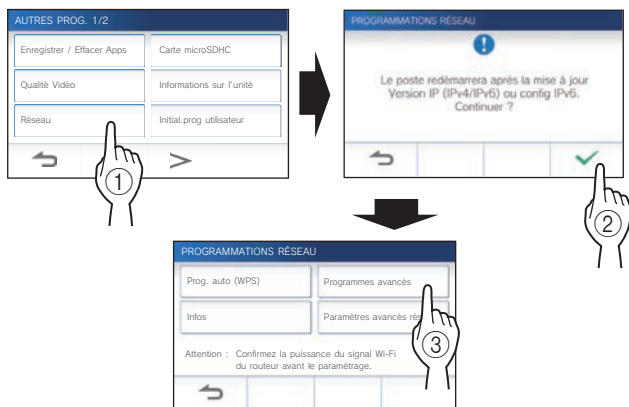 AUTRES PROG. 1/2
Enregistrer / Effacer Apps
Carte microSDHC
Qualité Vidéo
Informations sur l'unité
Réseau
Initial.prog utilisateur
1
PROGRAMMATIONS RÉSEAU
Le poste redémarrera après la mise à jour
Version IP (IPv4/IPv6) ou config IPv6.
Continuer ?
2
PROGRAMMATIONS RÉSEAU
Prog. auto (WPS)
Programmes avancés
Infos
Paramètres avancés
Attention : Confirmez la puissance du signal Wi-Fi
du routeur avant le paramétrage.
3